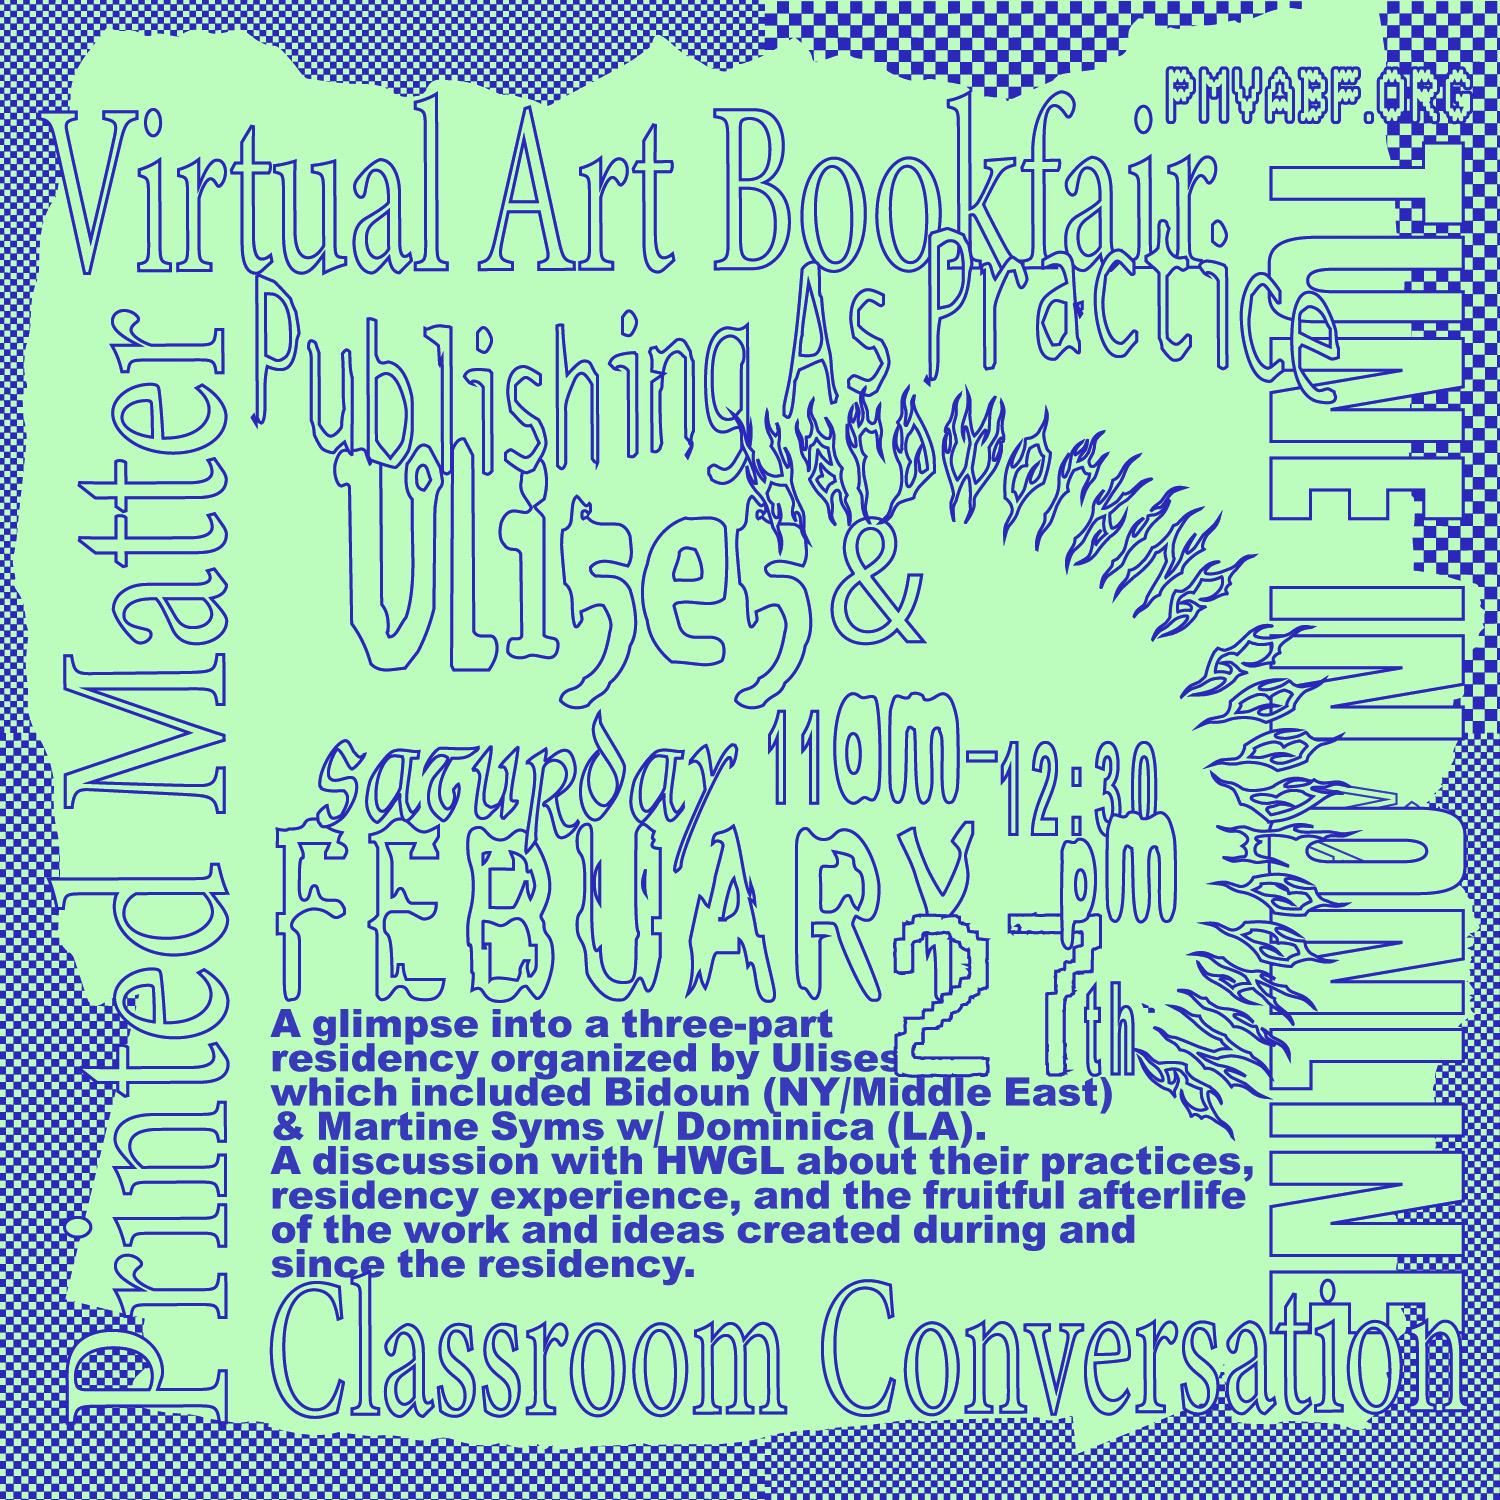 PMVABF.ORG
Virtual Art Bookfair.
Publishing As Practice
Ulises &
HARDWORKING GOODLOOKING
saturday 11am-12:30pm
FEBUARY 27th
A glimpse into a three-part
residency organized by Ulises
which included Bidoun (NY/Middle East)
& Martine Syms w/ Dominica (LA).
A discussion with HWGL about their practices,
residency experience, and the fruitful afterlife
of the work and ideas created during and
since the residency.
Classroom Conversation
Printed Matter
TUNE IN ONLINE